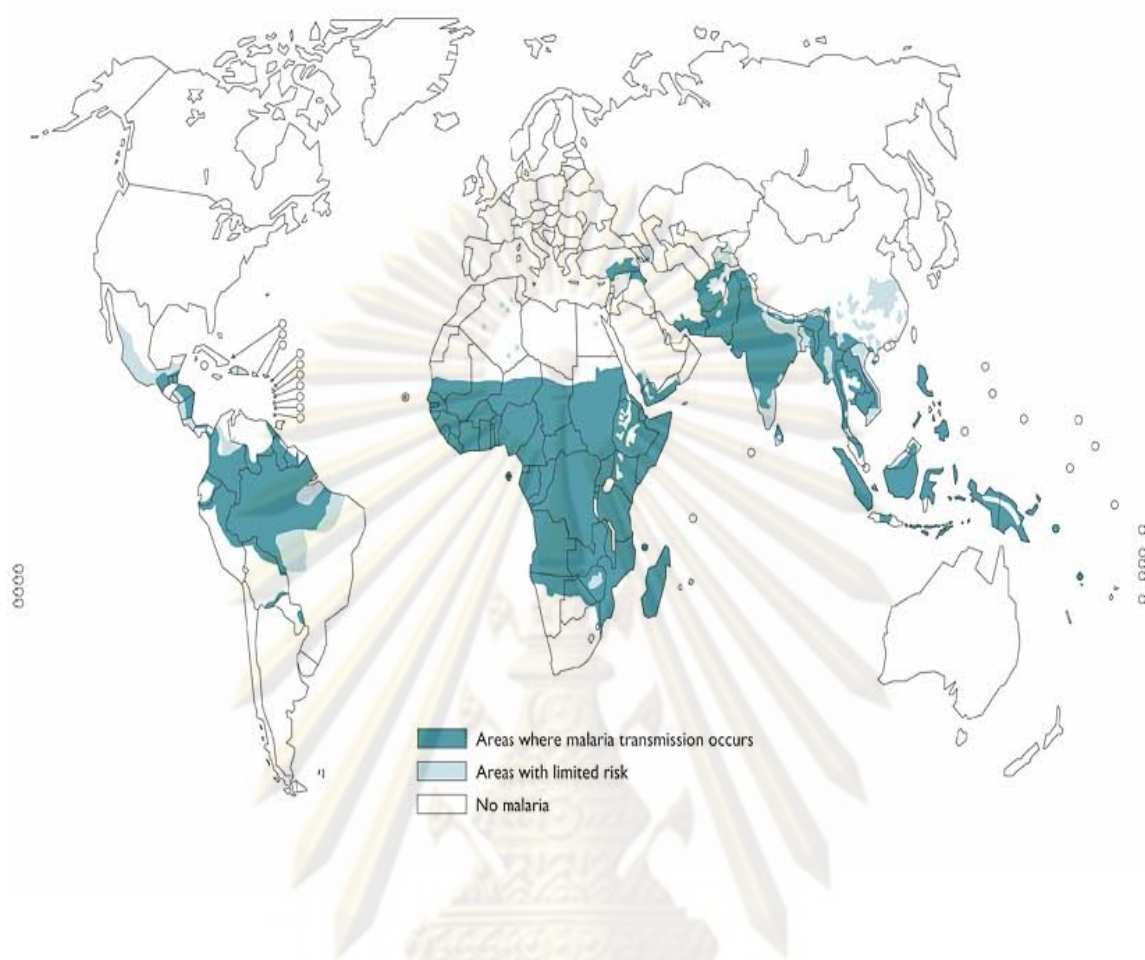 Areas where malaria transmission occurs
Areas with limited risk
No malaria